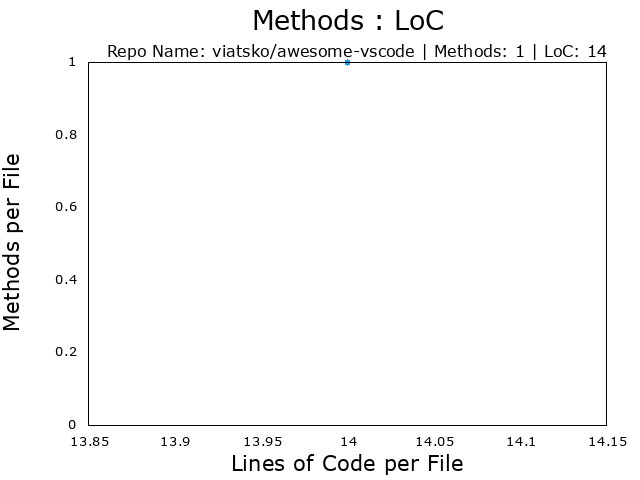 Methods : LoC
Repo Name: viatsko/awesome-vscode | Methods: 1 | LoC: 14
1
0.8
0.6
0.4
0.2
0
Methods per File
13.85 13.9 13.95 14 14.05 14.1 14.15
Lines of Code per File